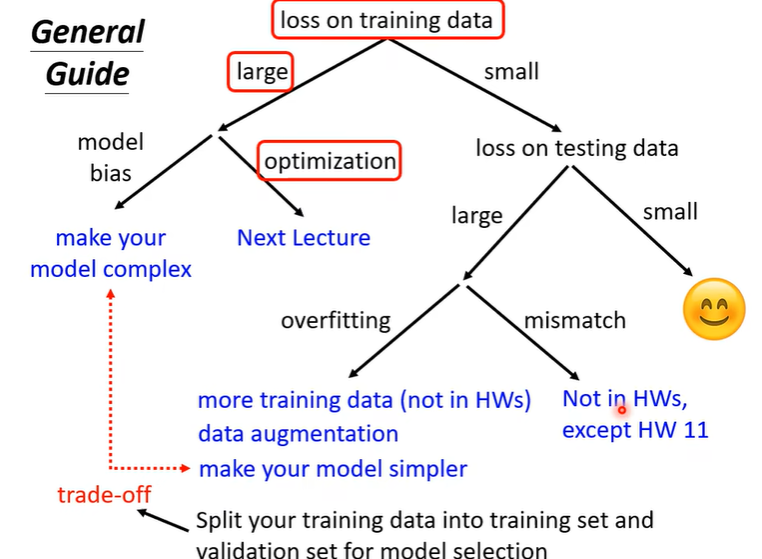 General
Guide
loss on training data
large
small
model
bias
optimization
loss on testing data
make your
model complex
Next Lecture
large
small
overfitting
mismatch
more training data (not in HWs)
data augmentation
make your model simpler
Not in HWs,
except HW 11
trade-off
Split your training data into training set and
validation set for model selection